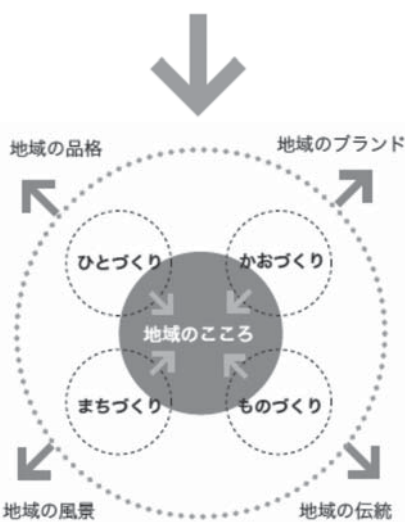 地域の品格
地域のブランド
ひとづくり
かおづくり
地域のこころ
まちづくり
ものづくり
地域の風景
地域の伝統